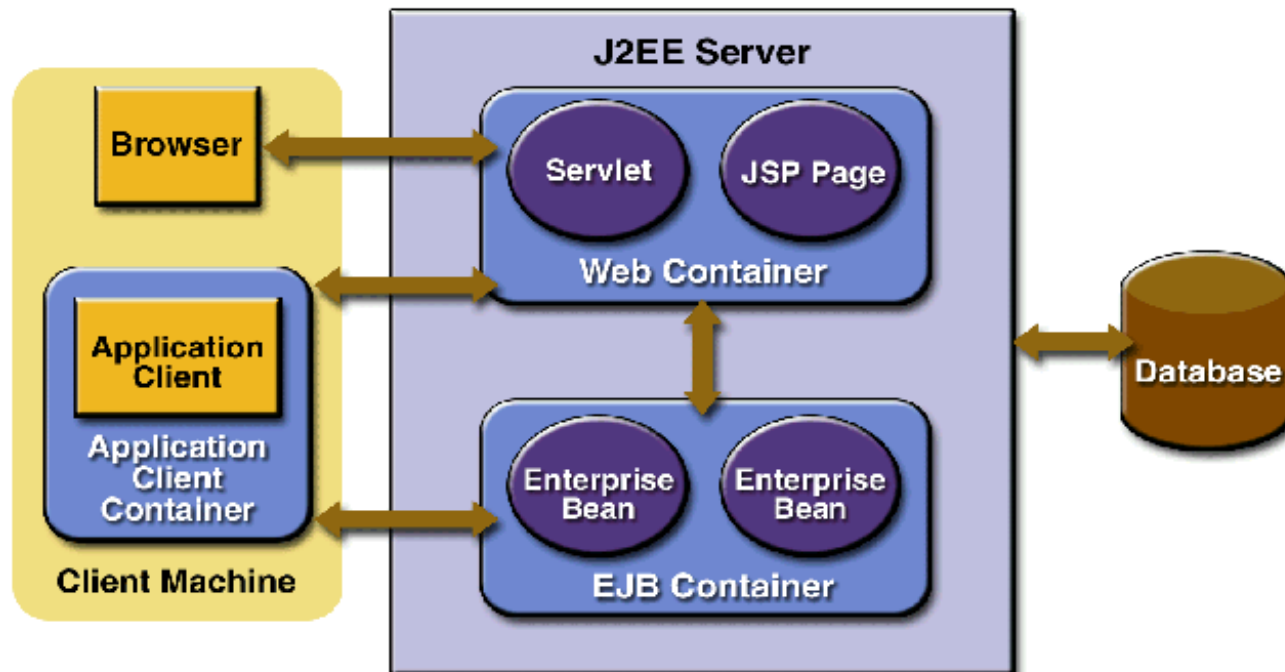 J2EE Server
Browser
Servlet
JSP Page
Web Container
Application
Client
Application
Client
Container
Client Machine
Enterprise
Bean
Enterprise
Bean
EJB Container
Database